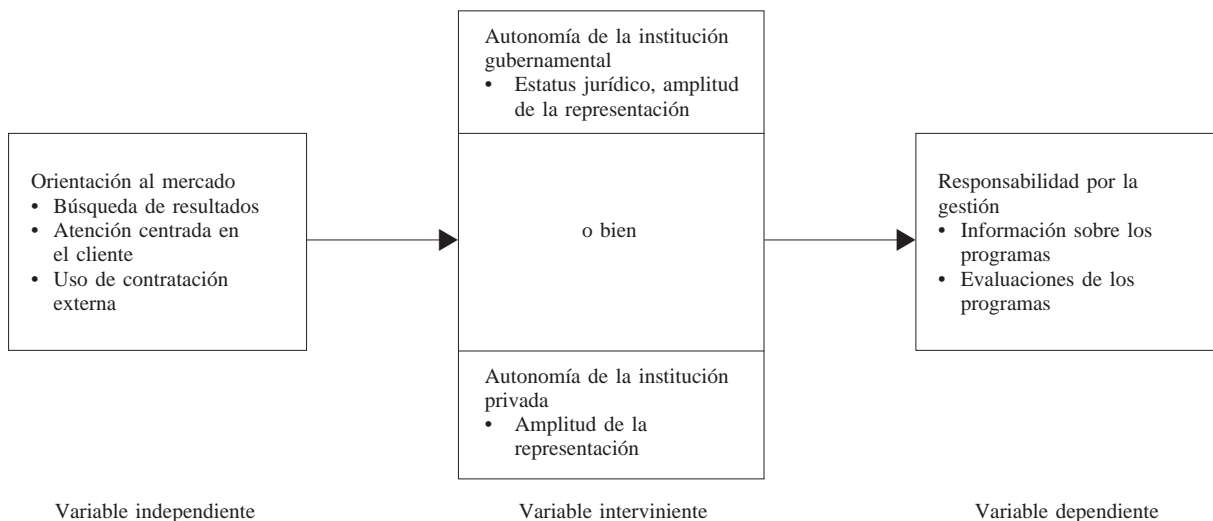 Autonomía de la institución
gubernamental
• Estatus jurídico, amplitud
de la representación
Orientación al mercado
• Búsqueda de resultados
• Atención centrada en
el cliente
• Uso de contratación
externa
o bien
Responsabilidad por la
gestión
• Información sobre los
programas
• Evaluaciones de los
programas
Autonomía de la institución
privada
• Amplitud de la
representación
Variable independiente
Variable interviniente
Variable dependiente